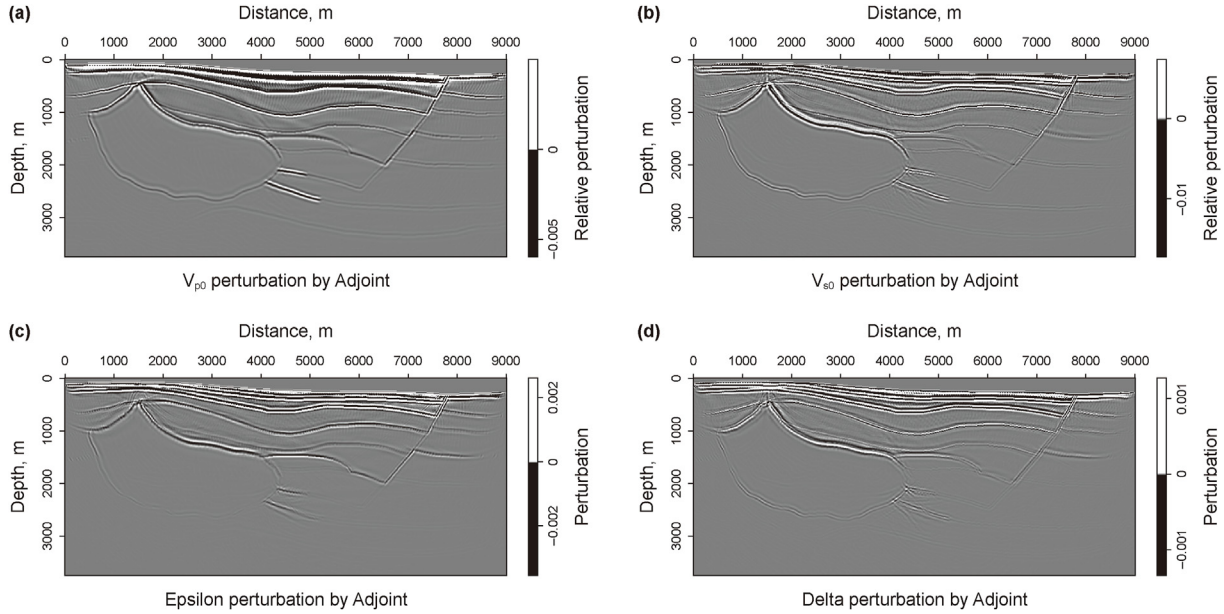 (a)
Distance, m
0 1000 2000 3000 4000 5000 6000 7000 8000 9000
0
1000
2000
3000
Depth, m
0
−0.005
Relative perturbation
Vp0 perturbation by Adjoint
(b)
Distance, m
0 1000 2000 3000 4000 5000 6000 7000 8000 9000
0
1000
2000
3000
Depth, m
0
−0.01
Relative perturbation
Vs0 perturbation by Adjoint
(c)
Distance, m
0 1000 2000 3000 4000 5000 6000 7000 8000 9000
0
1000
2000
3000
Depth, m
0.002
0
−0.002
Perturbation
Epsilon perturbation by Adjoint
(d)
Distance, m
0 1000 2000 3000 4000 5000 6000 7000 8000 9000
0
1000
2000
3000
Depth, m
0.001
0
−0.001
Perturbation
Delta perturbation by Adjoint